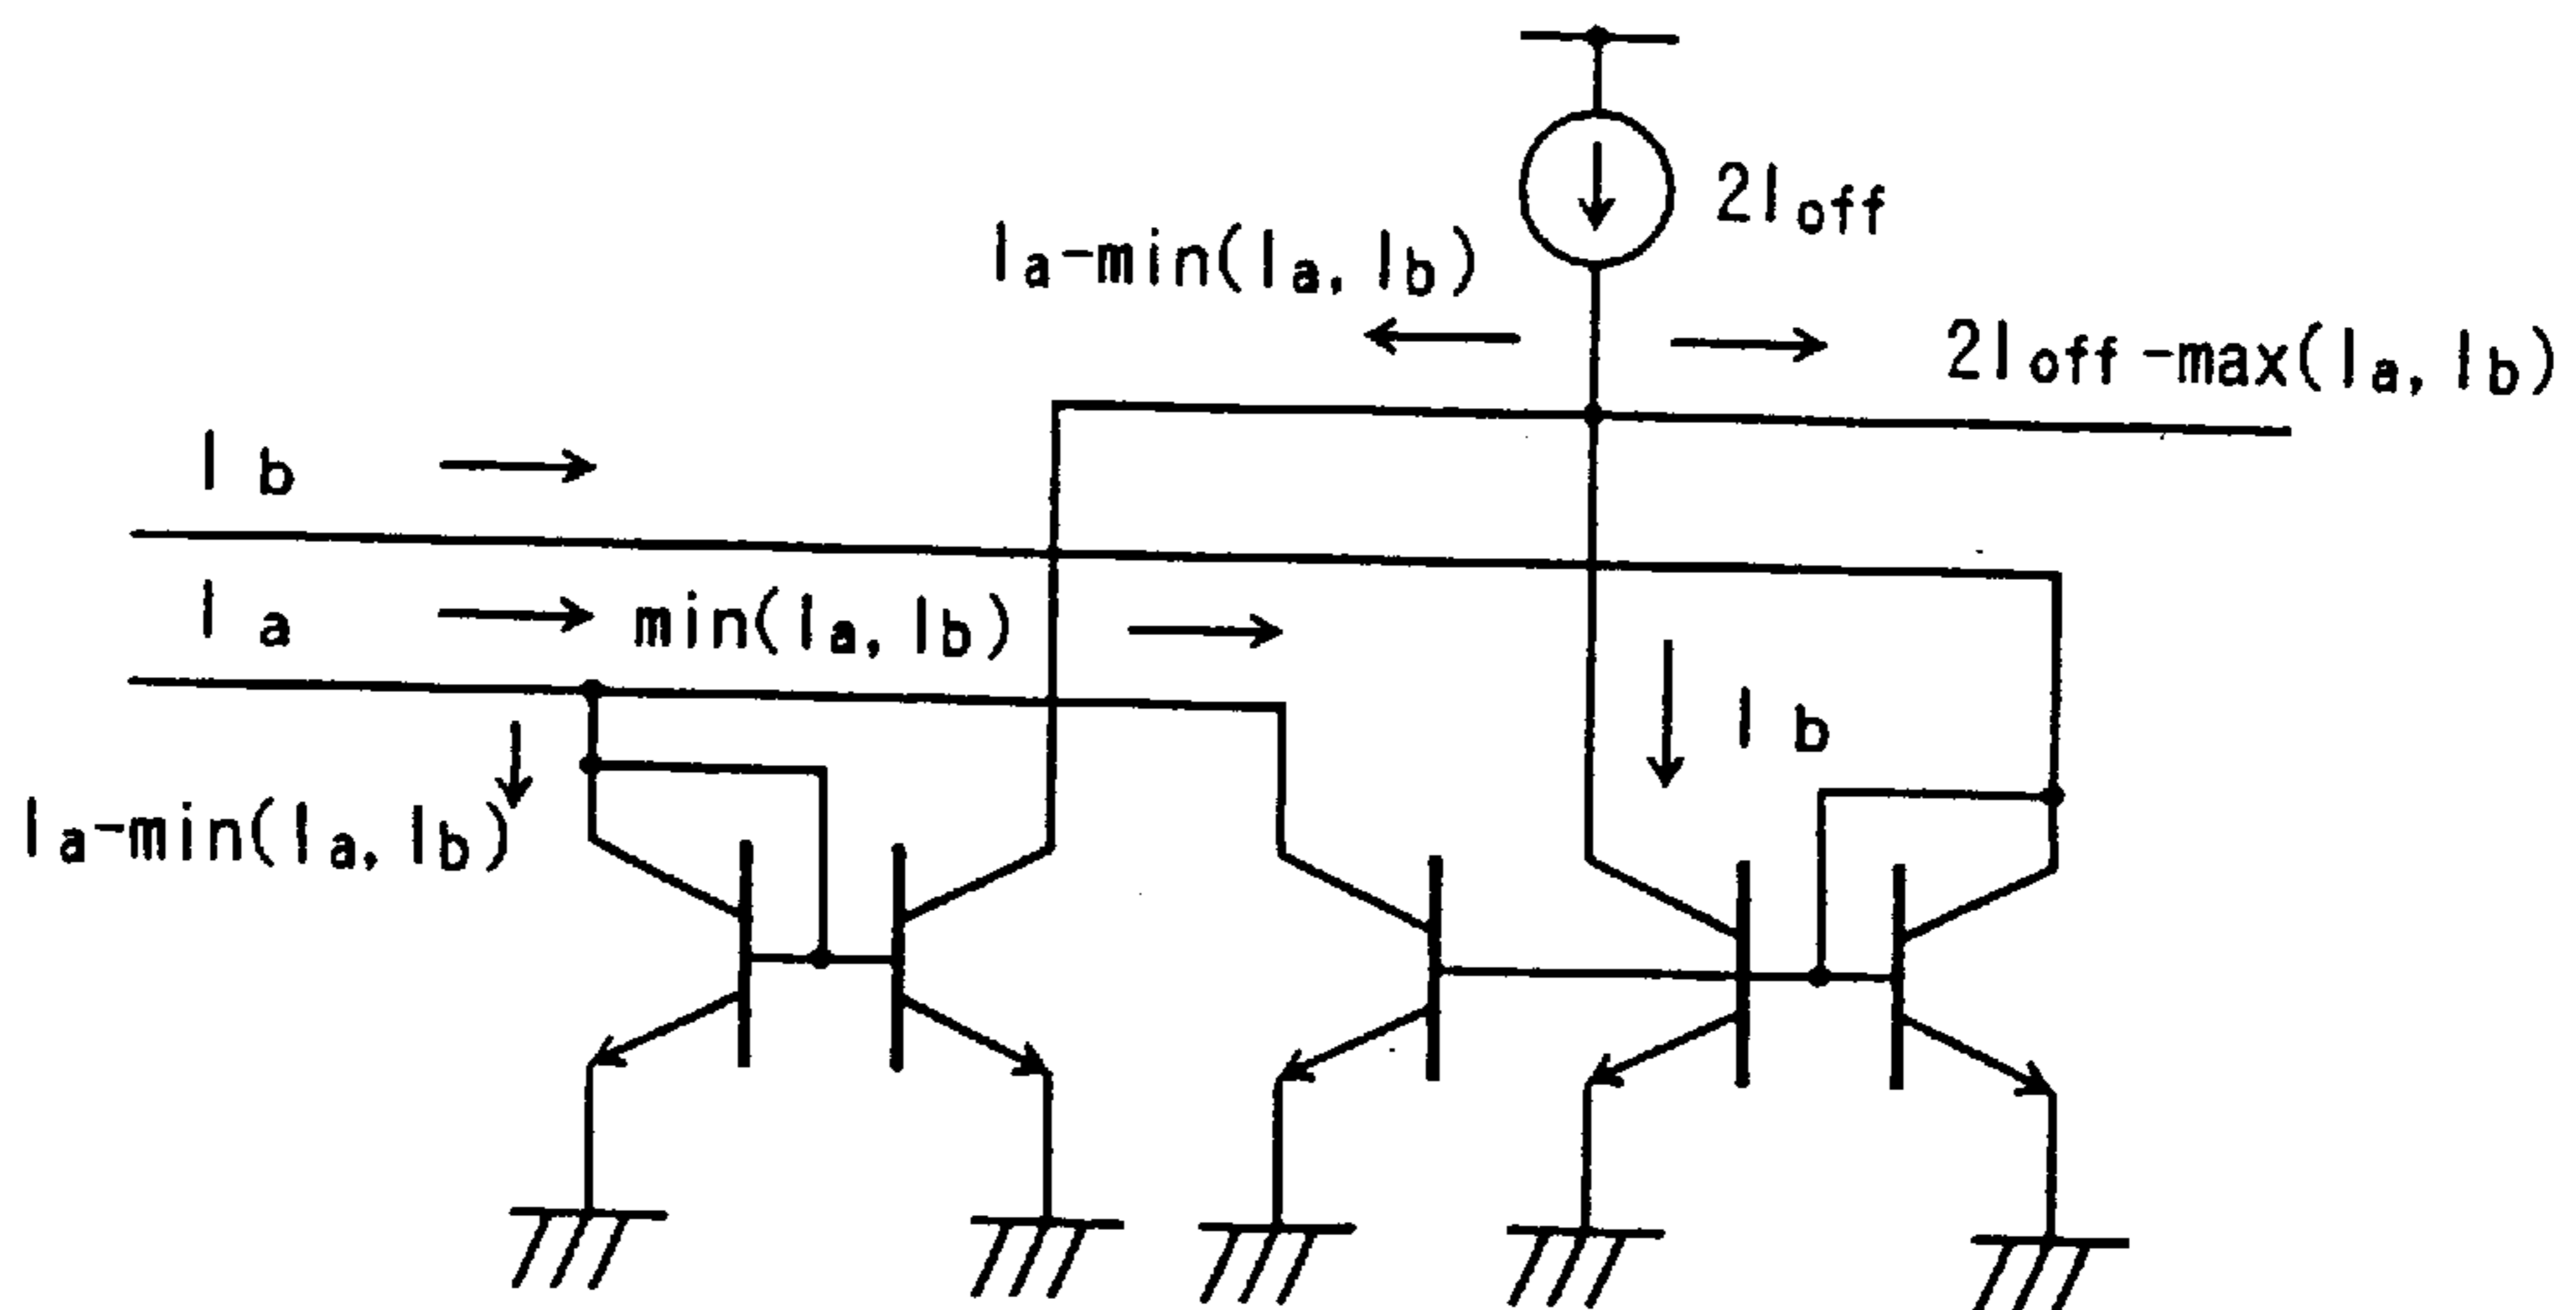 2Ioff
Ia-min(Ia, Ib)
2Ioff-max(Ia, Ib)
Ib
Ia
min(Ia, Ib)
Ib
Ia-min(Ia, Ib)